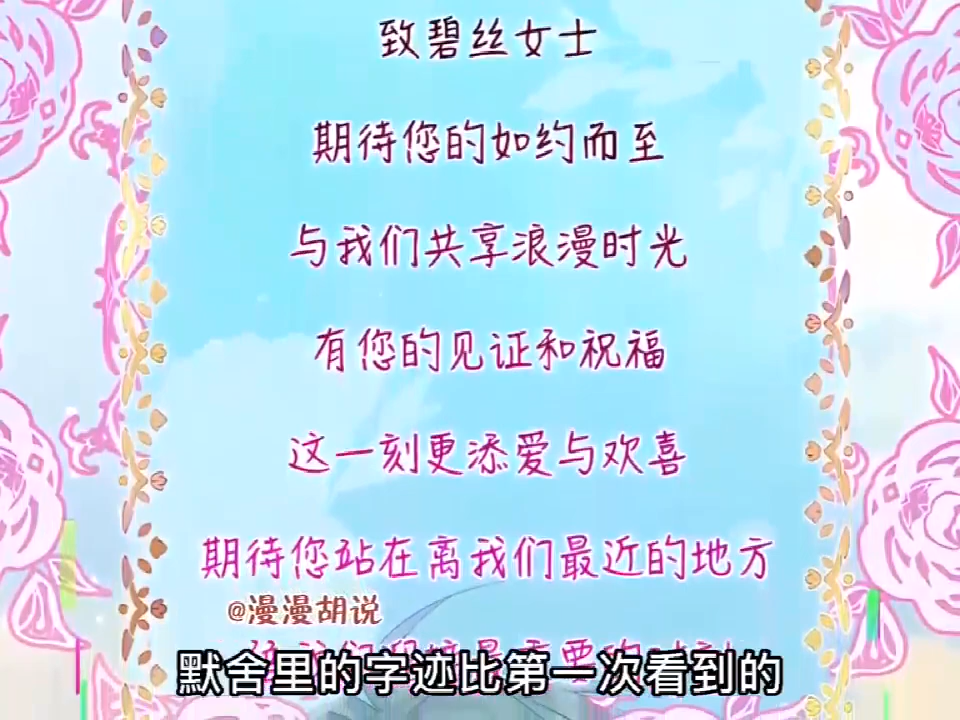 致碧丝女士
期待您的如约而至
与我们共享浪漫时光
有您的见证和祝福
这一刻更添爱与欢喜
期待您站在离我们最近的地方
@漫漫胡说
默舍里的字迹比第一次看到的